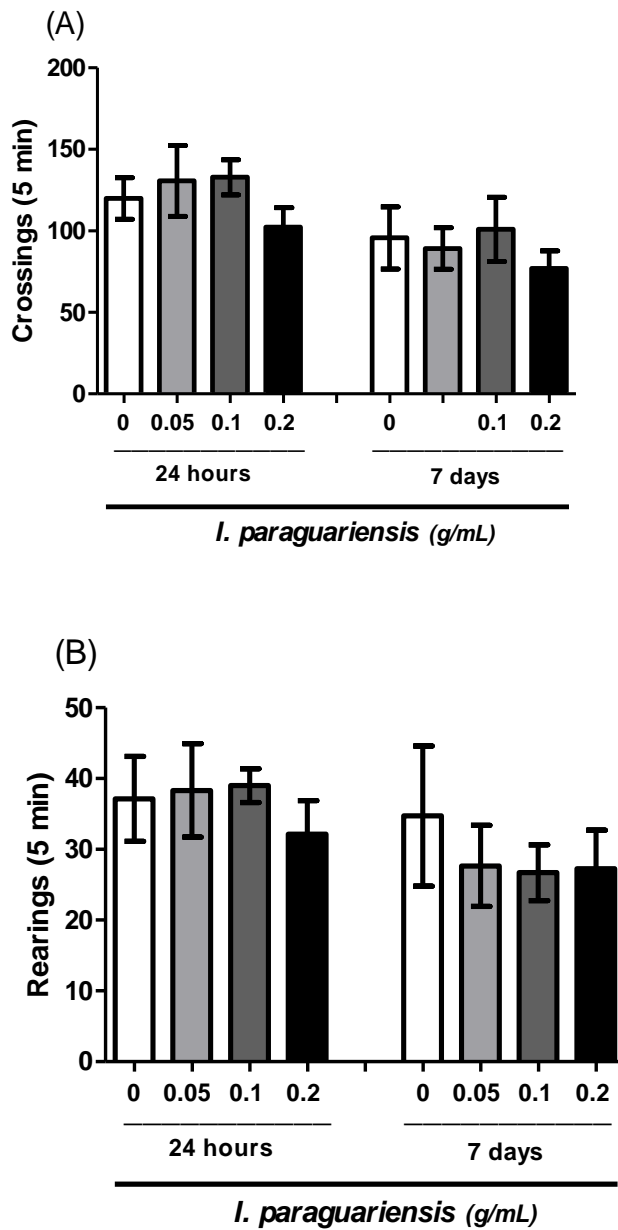 (A)
200
150
100
50
0
Crossings (5 min)
0 0.05 0.1 0.2 0 0.1 0.2
24 hours 7 days
I. paraguariensis (g/mL)
(B)
50
40
30
20
10
0
Rearings (5 min)
0 0.05 0.1 0.2 0 0.05 0.1 0.2
24 hours 7 days
I. paraguariensis (g/mL)